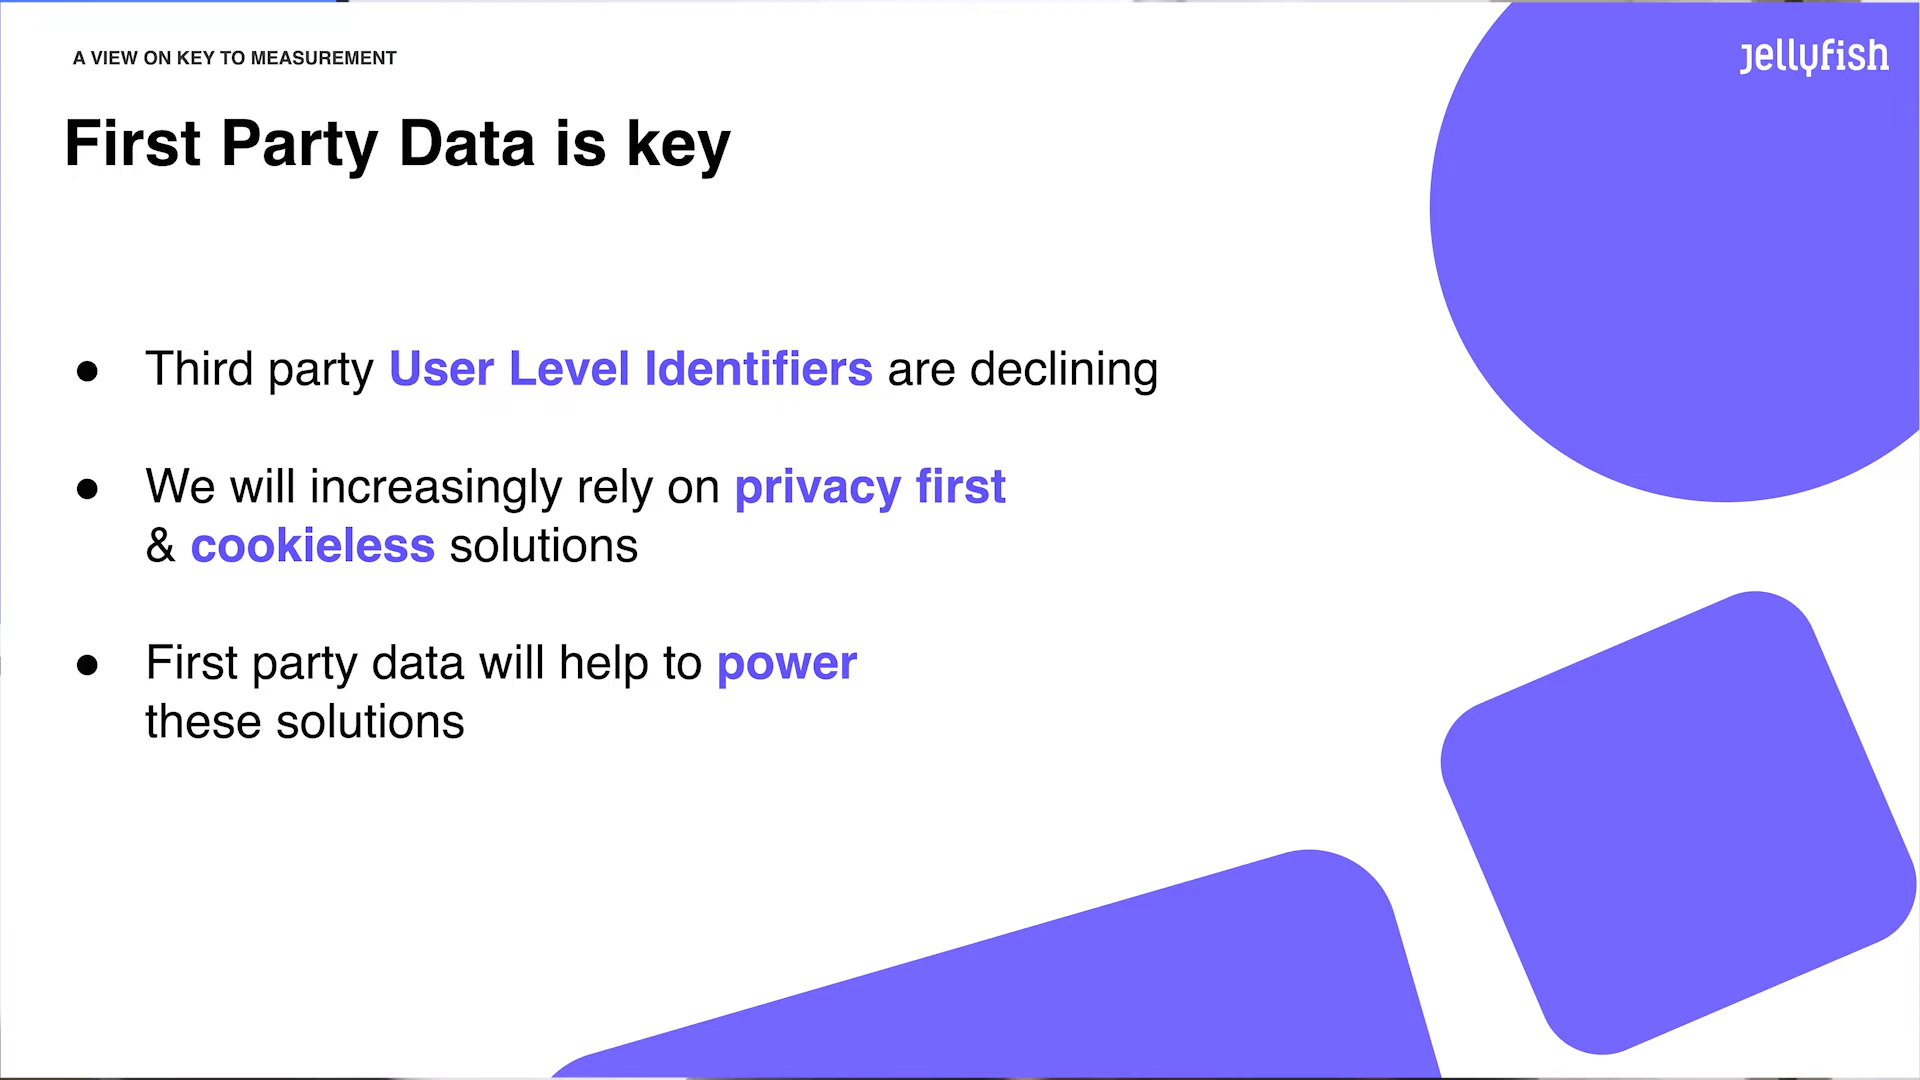 A VIEW ON KEY TO MEASUREMENT
jellyfish
First Party Data is key
● Third party User Level Identifiers are declining
● We will increasingly rely on privacy first
& cookieless solutions
● First party data will help to power
these solutions